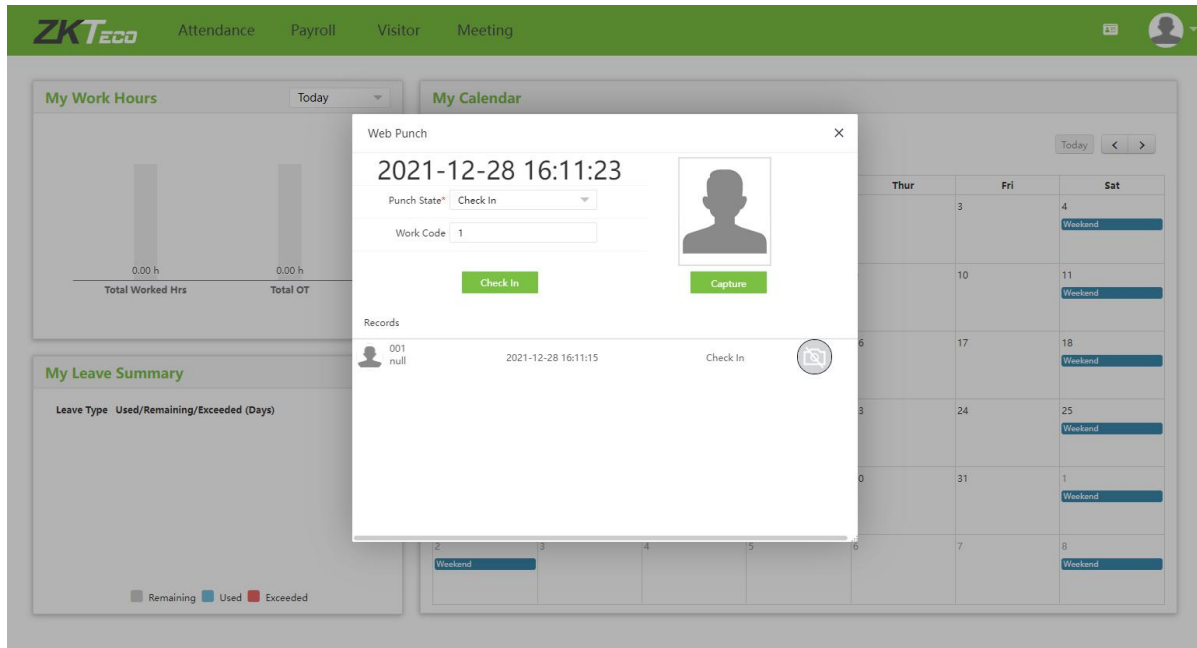 ZKTeco Attendance Payroll Visitor Meeting
My Work Hours Today
My Calendar
Web Punch
2021-12-28 16:11:23
Punch State* Check In
Work Code 1
Check In
Capture
Records
001
null 2021-12-28 16:11:15 Check In
0.00 h 0.00 h
Total Worked Hrs Total OT
My Leave Summary
Leave Type Used/Remaining/Exceeded (Days)
Remaining Used Exceeded
Today
Thur Fri Sat
3 4
Weekend
10 11
Weekend
6 17 18
Weekend
3 24 25
Weekend
0 31 1
Weekend
2 3 4 5 6 7 8
Weekend Weekend